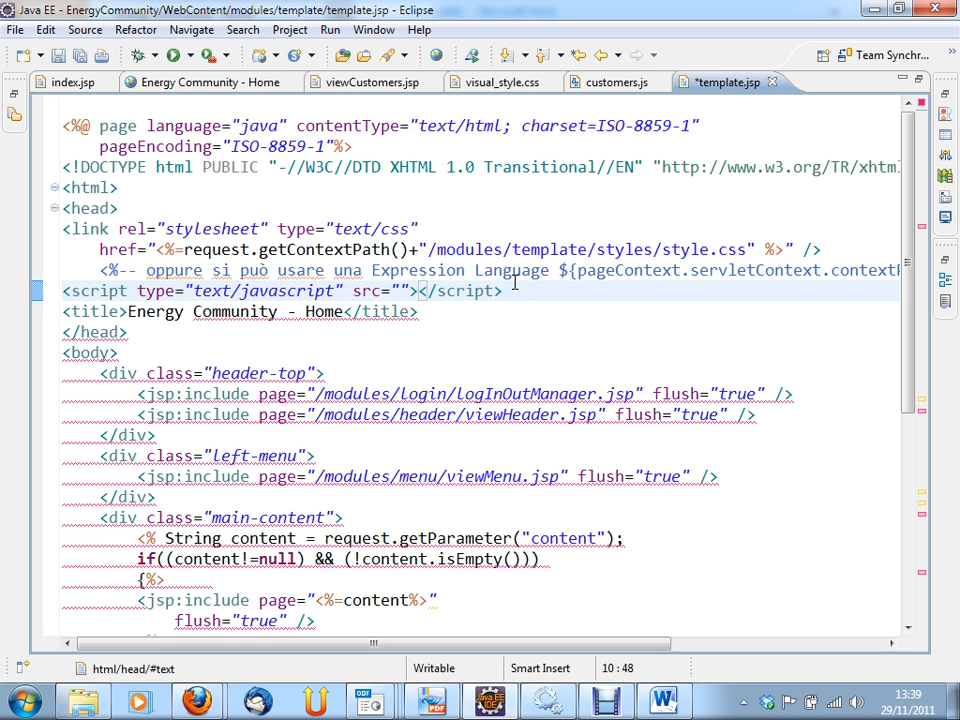 Java EE - EnergyCommunity/WebContent/modules/template/template.jsp - Eclipse
File Edit Source Refactor Navigate Search Project Run Window Help
Team Synchr...
index.jsp Energy Community - Home viewCustomers.jsp visual_style.css customers.js *template.jsp
<%@ page language="java" contentType="text/html; charset=ISO-8859-1"
pageEncoding="ISO-8859-1"%>
<!DOCTYPE html PUBLIC "-//W3C//DTD XHTML 1.0 Transitional//EN" "http://www.w3.org/TR/xhtml
<html>
<head>
<link rel="stylesheet" type="text/css"
href="<%=request.getContextPath()+"/modules/template/styles/style.css" %>" />
<%-- oppure si può usare una Expression Language ${pageContext.servletContext.contextP
<script type="text/javascript" src=""></script>
<title>Energy Community - Home</title>
</head>
<body>
<div class="header-top">
<jsp:include page="/modules/login/logInOutManager.jsp" flush="true" />
<jsp:include page="/modules/header/viewHeader.jsp" flush="true" />
</div>
<div class="left-menu">
<jsp:include page="/modules/menu/viewMenu.jsp" flush="true" />
</div>
<div class="main-content">
<% String content = request.getParameter("content");
if((content!=null) && (!content.isEmpty()))
{%>
<jsp:include page="<%=content%>"
flush="true" />
html/head/#text Writable Smart Insert 10 : 48
13:39
29/11/2011